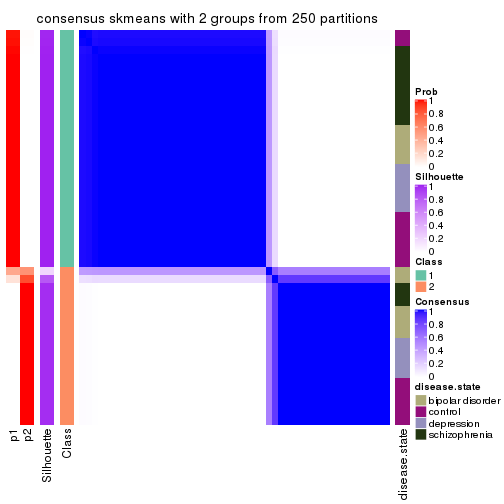 consensus skmeans with 2 groups from 250 partitions
Prob
1
0.8
0.6
0.4
0.2
0
Silhouette
1
0.8
0.6
0.4
0.2
0
Class
1
2
Consensus
1
0.8
0.6
0.4
0.2
0
disease.state
bipolar disorder
control
depression
schizophrenia
p1
p2
Silhouette
Class
disease.state